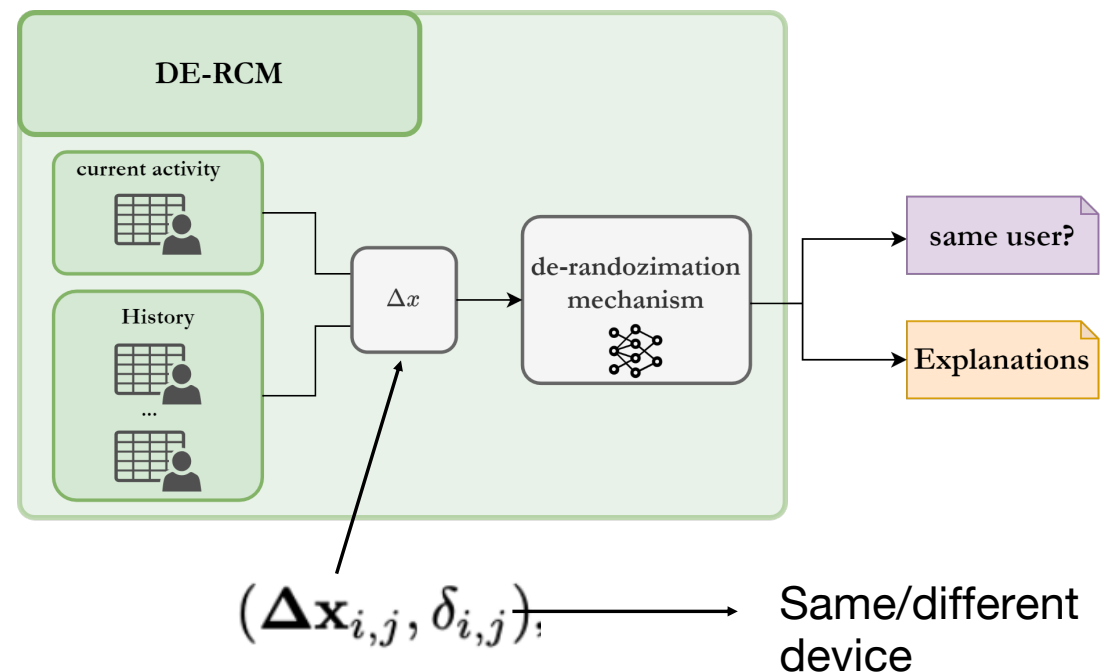 DE-RCM
current activity
History
...
Δx
de-randozimation
mechanism
same user?
Explanations
(Δx_{i,j}, δ_{i,j}),
Same/different
device